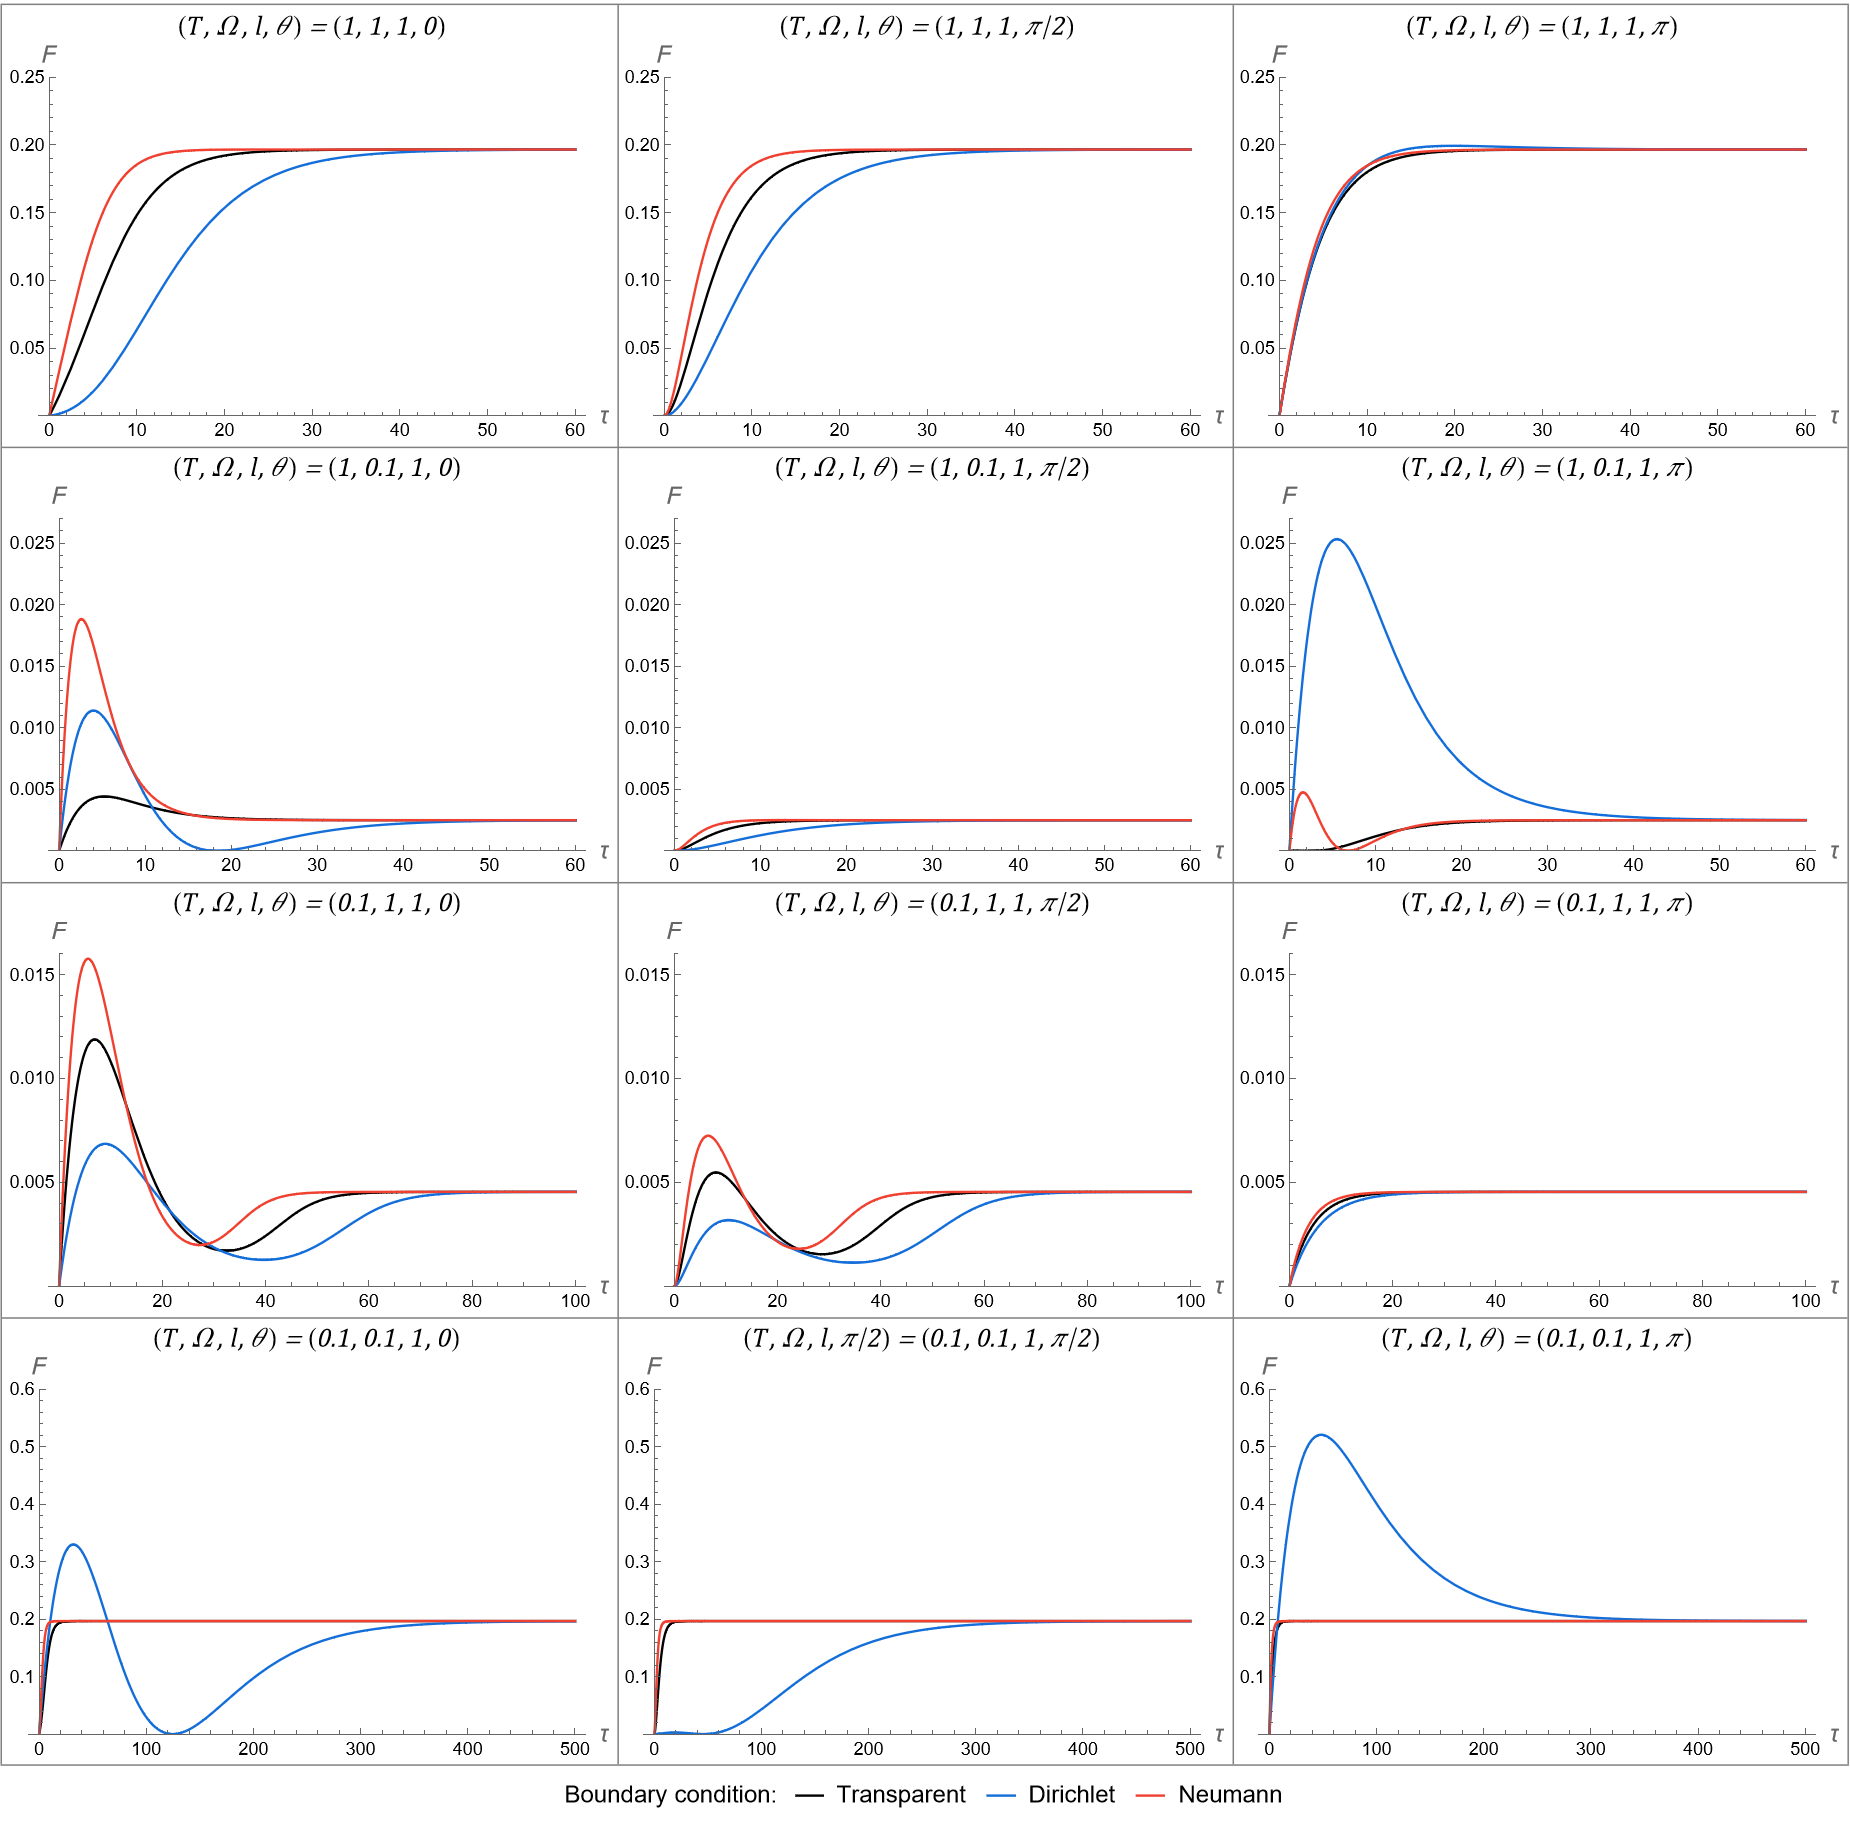 (T, Ω, l, θ) = (1, 1, 1, 0)
F
0.25
0.20
0.15
0.10
0.05
0 10 20 30 40 50 60 τ
(T, Ω, l, θ) = (1, 1, 1, π/2)
F
0.25
0.20
0.15
0.10
0.05
0 10 20 30 40 50 60 τ
(T, Ω, l, θ) = (1, 1, 1, π)
F
0.25
0.20
0.15
0.10
0.05
0 10 20 30 40 50 60 τ
(T, Ω, l, θ) = (1, 0.1, 1, 0)
F
0.025
0.020
0.015
0.010
0.005
0 10 20 30 40 50 60 τ
(T, Ω, l, θ) = (1, 0.1, 1, π/2)
F
0.025
0.020
0.015
0.010
0.005
0 10 20 30 40 50 60 τ
(T, Ω, l, θ) = (1, 0.1, 1, π)
F
0.025
0.020
0.015
0.010
0.005
0 10 20 30 40 50 60 τ
(T, Ω, l, θ) = (0.1, 1, 1, 0)
F
0.015
0.010
0.005
0 20 40 60 80 100 τ
(T, Ω, l, θ) = (0.1, 1, 1, π/2)
F
0.015
0.010
0.005
0 20 40 60 80 100 τ
(T, Ω, l, θ) = (0.1, 1, 1, π)
F
0.015
0.010
0.005
0 20 40 60 80 100 τ
(T, Ω, l, θ) = (0.1, 0.1, 1, 0)
F
0.6
0.5
0.4
0.3
0.2
0.1
0 100 200 300 400 500 τ
(T, Ω, l, π/2) = (0.1, 0.1, 1, π/2)
F
0.6
0.5
0.4
0.3
0.2
0.1
0 100 200 300 400 500 τ
(T, Ω, l, θ) = (0.1, 0.1, 1, π)
F
0.6
0.5
0.4
0.3
0.2
0.1
0 100 200 300 400 500 τ
Boundary condition: Transparent Dirichlet Neumann